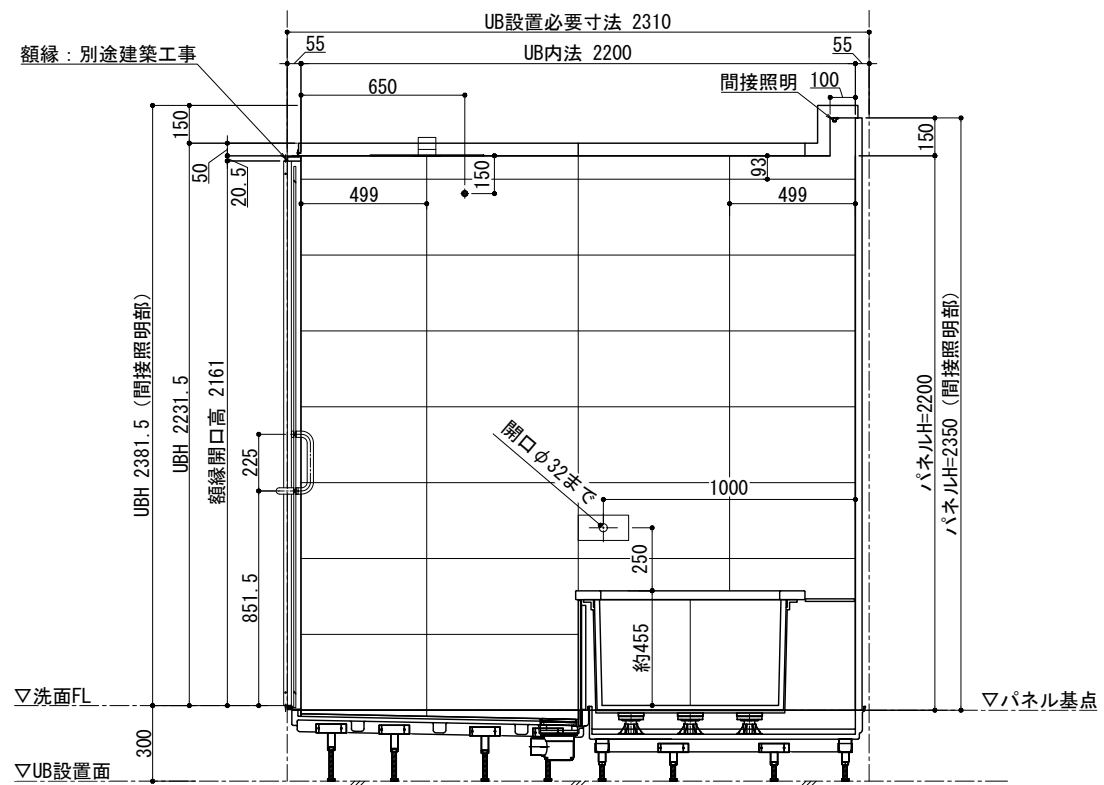 UB設置必要寸法 2310
額縁：別途建築工事
55
UB内法 2200
55
650
間接照明
100
150
50
20.5
150
93
150
499
499
UBH 2381.5（間接照明部）
UBH 2231.5
額縁開口高 2161
225
851.5
開口φ32まで
1000
250
約455
パネルH=2200
パネルH=2350（間接照明部）
▽洗面FL
▽パネル基点
300
▽UB設置面